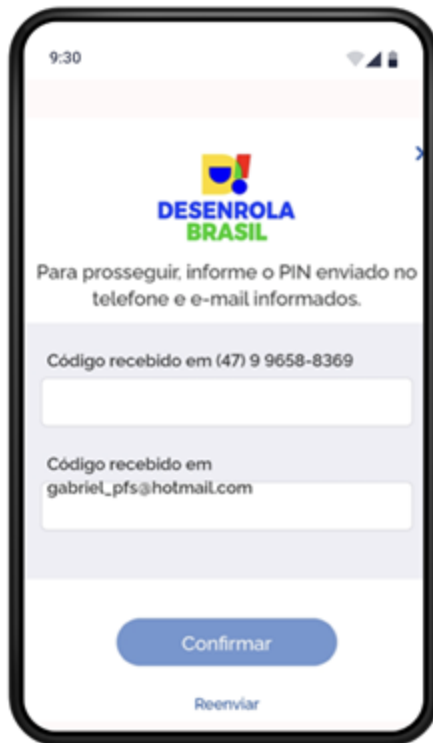 9:30
DESENROLA
BRASIL
Para prosseguir, informe o PIN enviado no
telefone e e-mail informados.
Código recebido em (47) 9 9658-8369
Código recebido em
gabriel_pfs@hotmail.com
Confirmar
Reenviar